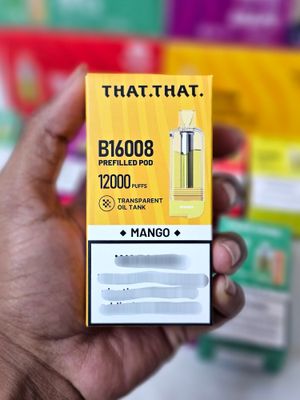 THAT.THAT.
B16008
PREFILLED POD
12000 PUFFS
TRANSPARENT
OIL TANK
◆ MANGO ◆